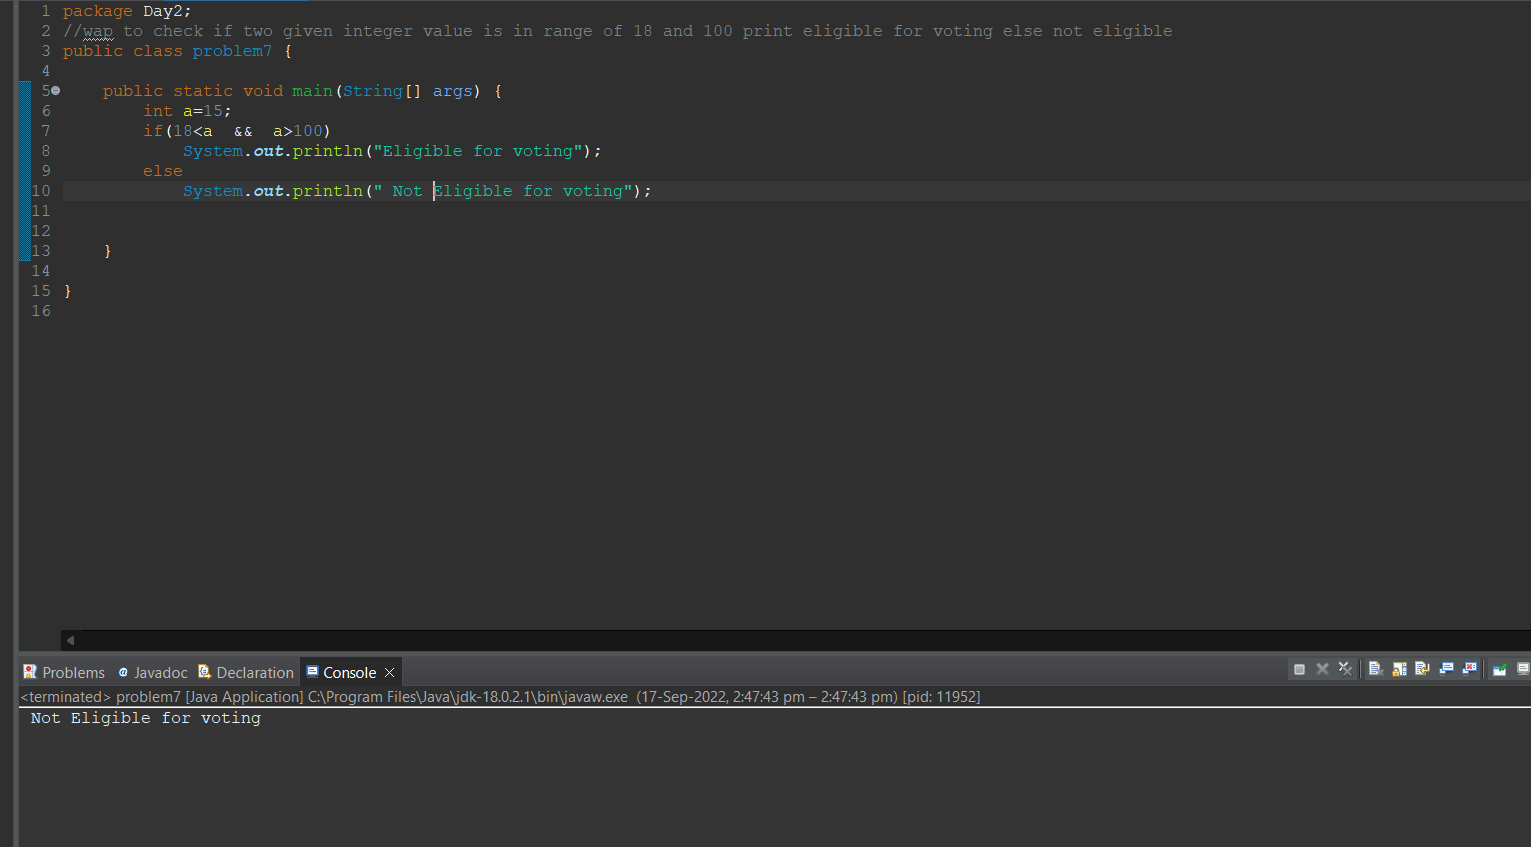 1 package Day2;
2 //wap to check if two given integer value is in range of 18 and 100 print eligible for voting else not eligible
3 public class problem7 {
4
5 public static void main(String[] args) {
6 int a=15;
7 if(18<a  &&  a>100)
8 System.out.println("Eligible for voting");
9 else
10 System.out.println(" Not Eligible for voting");
11
12
13 }
14
15 }
16
Problems @ Javadoc Declaration Console
<terminated> problem7 [Java Application] C:\Program Files\Java\jdk-18.0.2.1\bin\javaw.exe  (17-Sep-2022, 2:47:43 pm – 2:47:43 pm) [pid: 11952]
Not Eligible for voting